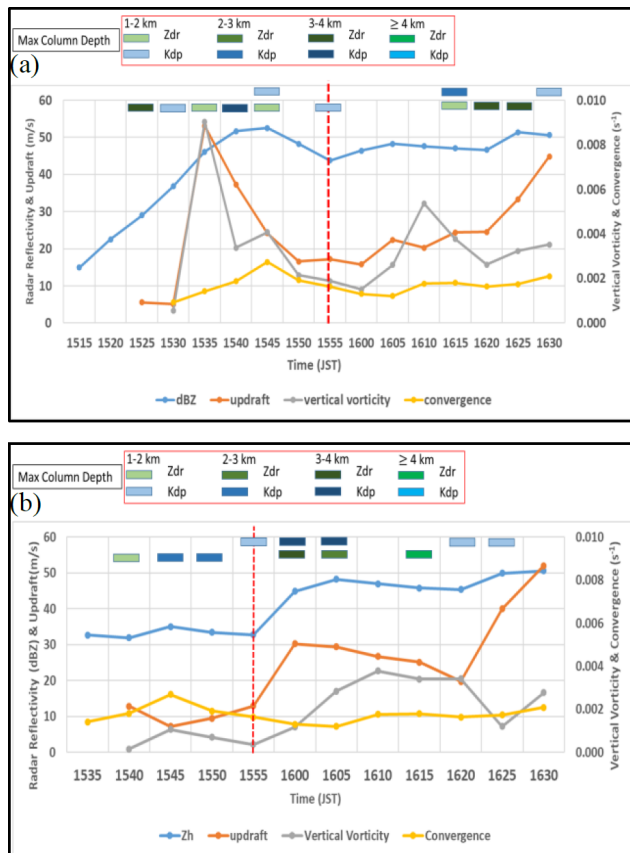 1-2 km 2-3 km 3-4 km ≥ 4 km
Max Column Depth Zdr Zdr Zdr Zdr
Kdp Kdp Kdp Kdp
(a)
Radar Reflectivity & Updraft (m/s)
60
50
40
30
20
10
0
0.010
0.008
0.006
0.004
0.002
0.000
Vertical Vorticity & Convergence (s⁻¹)
1515 1520 1525 1530 1535 1540 1545 1550 1555 1600 1605 1610 1615 1620 1625 1630
Time (JST)
dBZ updraft vertical vorticity convergence
(b)
1-2 km 2-3 km 3-4 km ≥ 4 km
Max Column Depth Zdr Zdr Zdr Zdr
Kdp Kdp Kdp Kdp
Radar Reflectivity (dBZ) & Updraft(m/s)
60
50
40
30
20
10
0
0.010
0.008
0.006
0.004
0.002
0.000
Vertical Vorticity & Convergence (s⁻¹)
1535 1540 1545 1550 1555 1600 1605 1610 1615 1620 1625 1630
Time (JST)
Zh updraft Vertical Vorticity Convergence